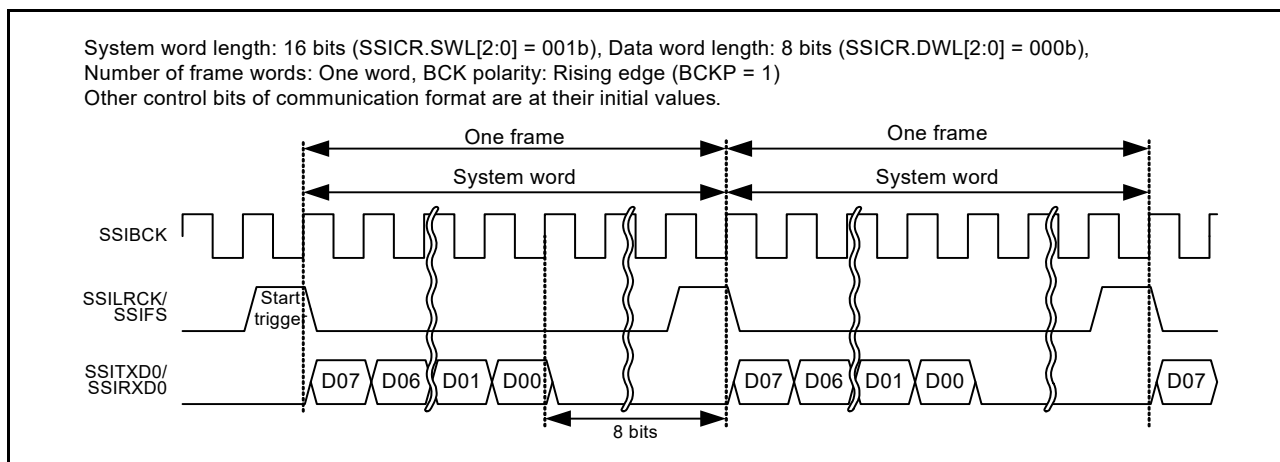 System word length: 16 bits (SSICR.SWL[2:0] = 001b), Data word length: 8 bits (SSICR.DWL[2:0] = 000b),
Number of frame words: One word, BCK polarity: Rising edge (BCKP = 1)
Other control bits of communication format are at their initial values.
One frame One frame
System word System word
SSIBCK
SSILRCK/
SSIFS
Start
trigger
SSITXD0/
SSIRXD0
D07 D06 D01 D00 D07 D06 D01 D00 D07
8 bits